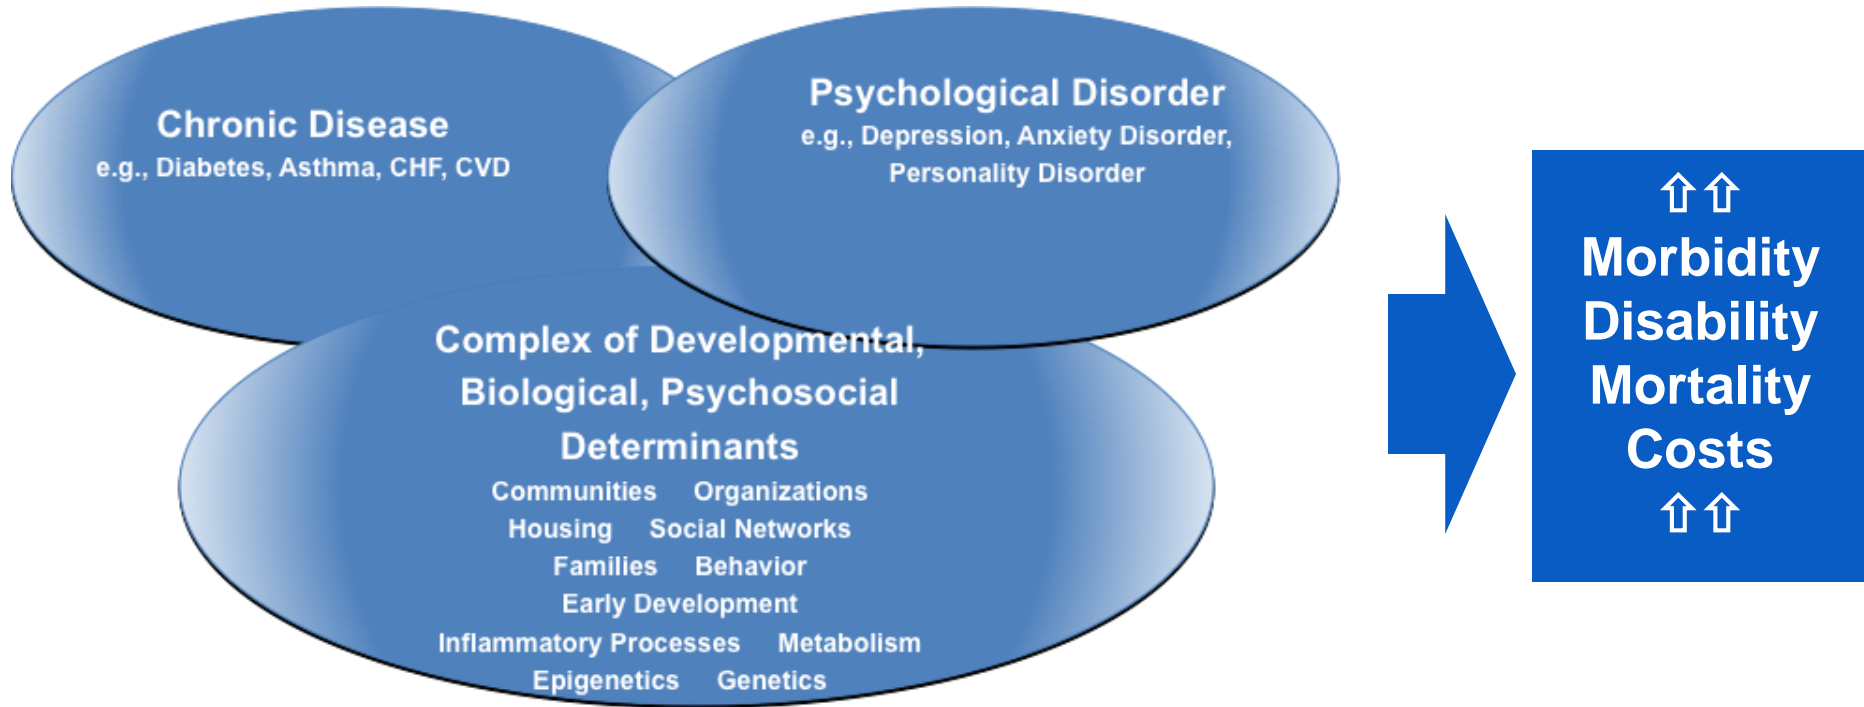 Chronic Disease
e.g., Diabetes, Asthma, CHF, CVD
Psychological Disorder
e.g., Depression, Anxiety Disorder,
Personality Disorder
Complex of Developmental,
Biological, Psychosocial
Determinants
Communities Organizations
Housing Social Networks
Families Behavior
Early Development
Inflammatory Processes Metabolism
Epigenetics Genetics
⇧⇧
Morbidity
Disability
Mortality
Costs
⇧⇧